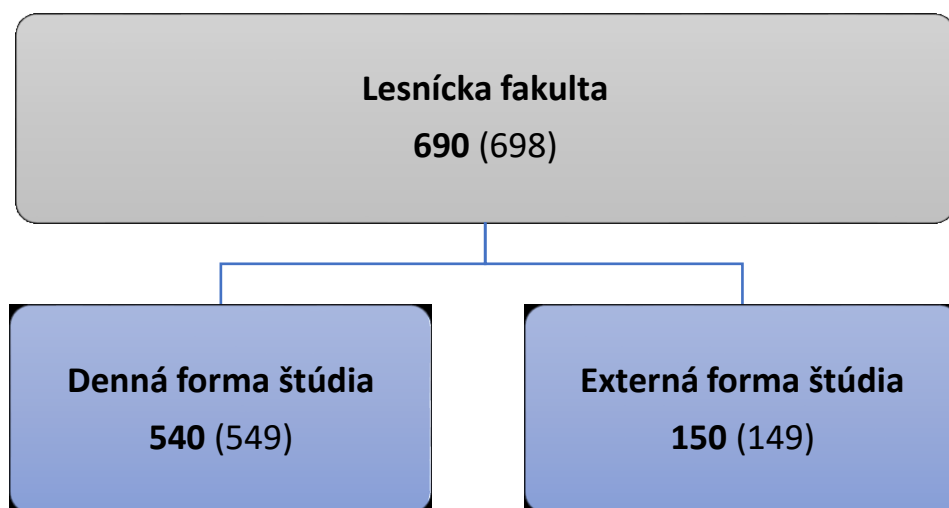 Lesnícka fakulta
690 (698)
Denná forma štúdia
540 (549)
Externá forma štúdia
150 (149)